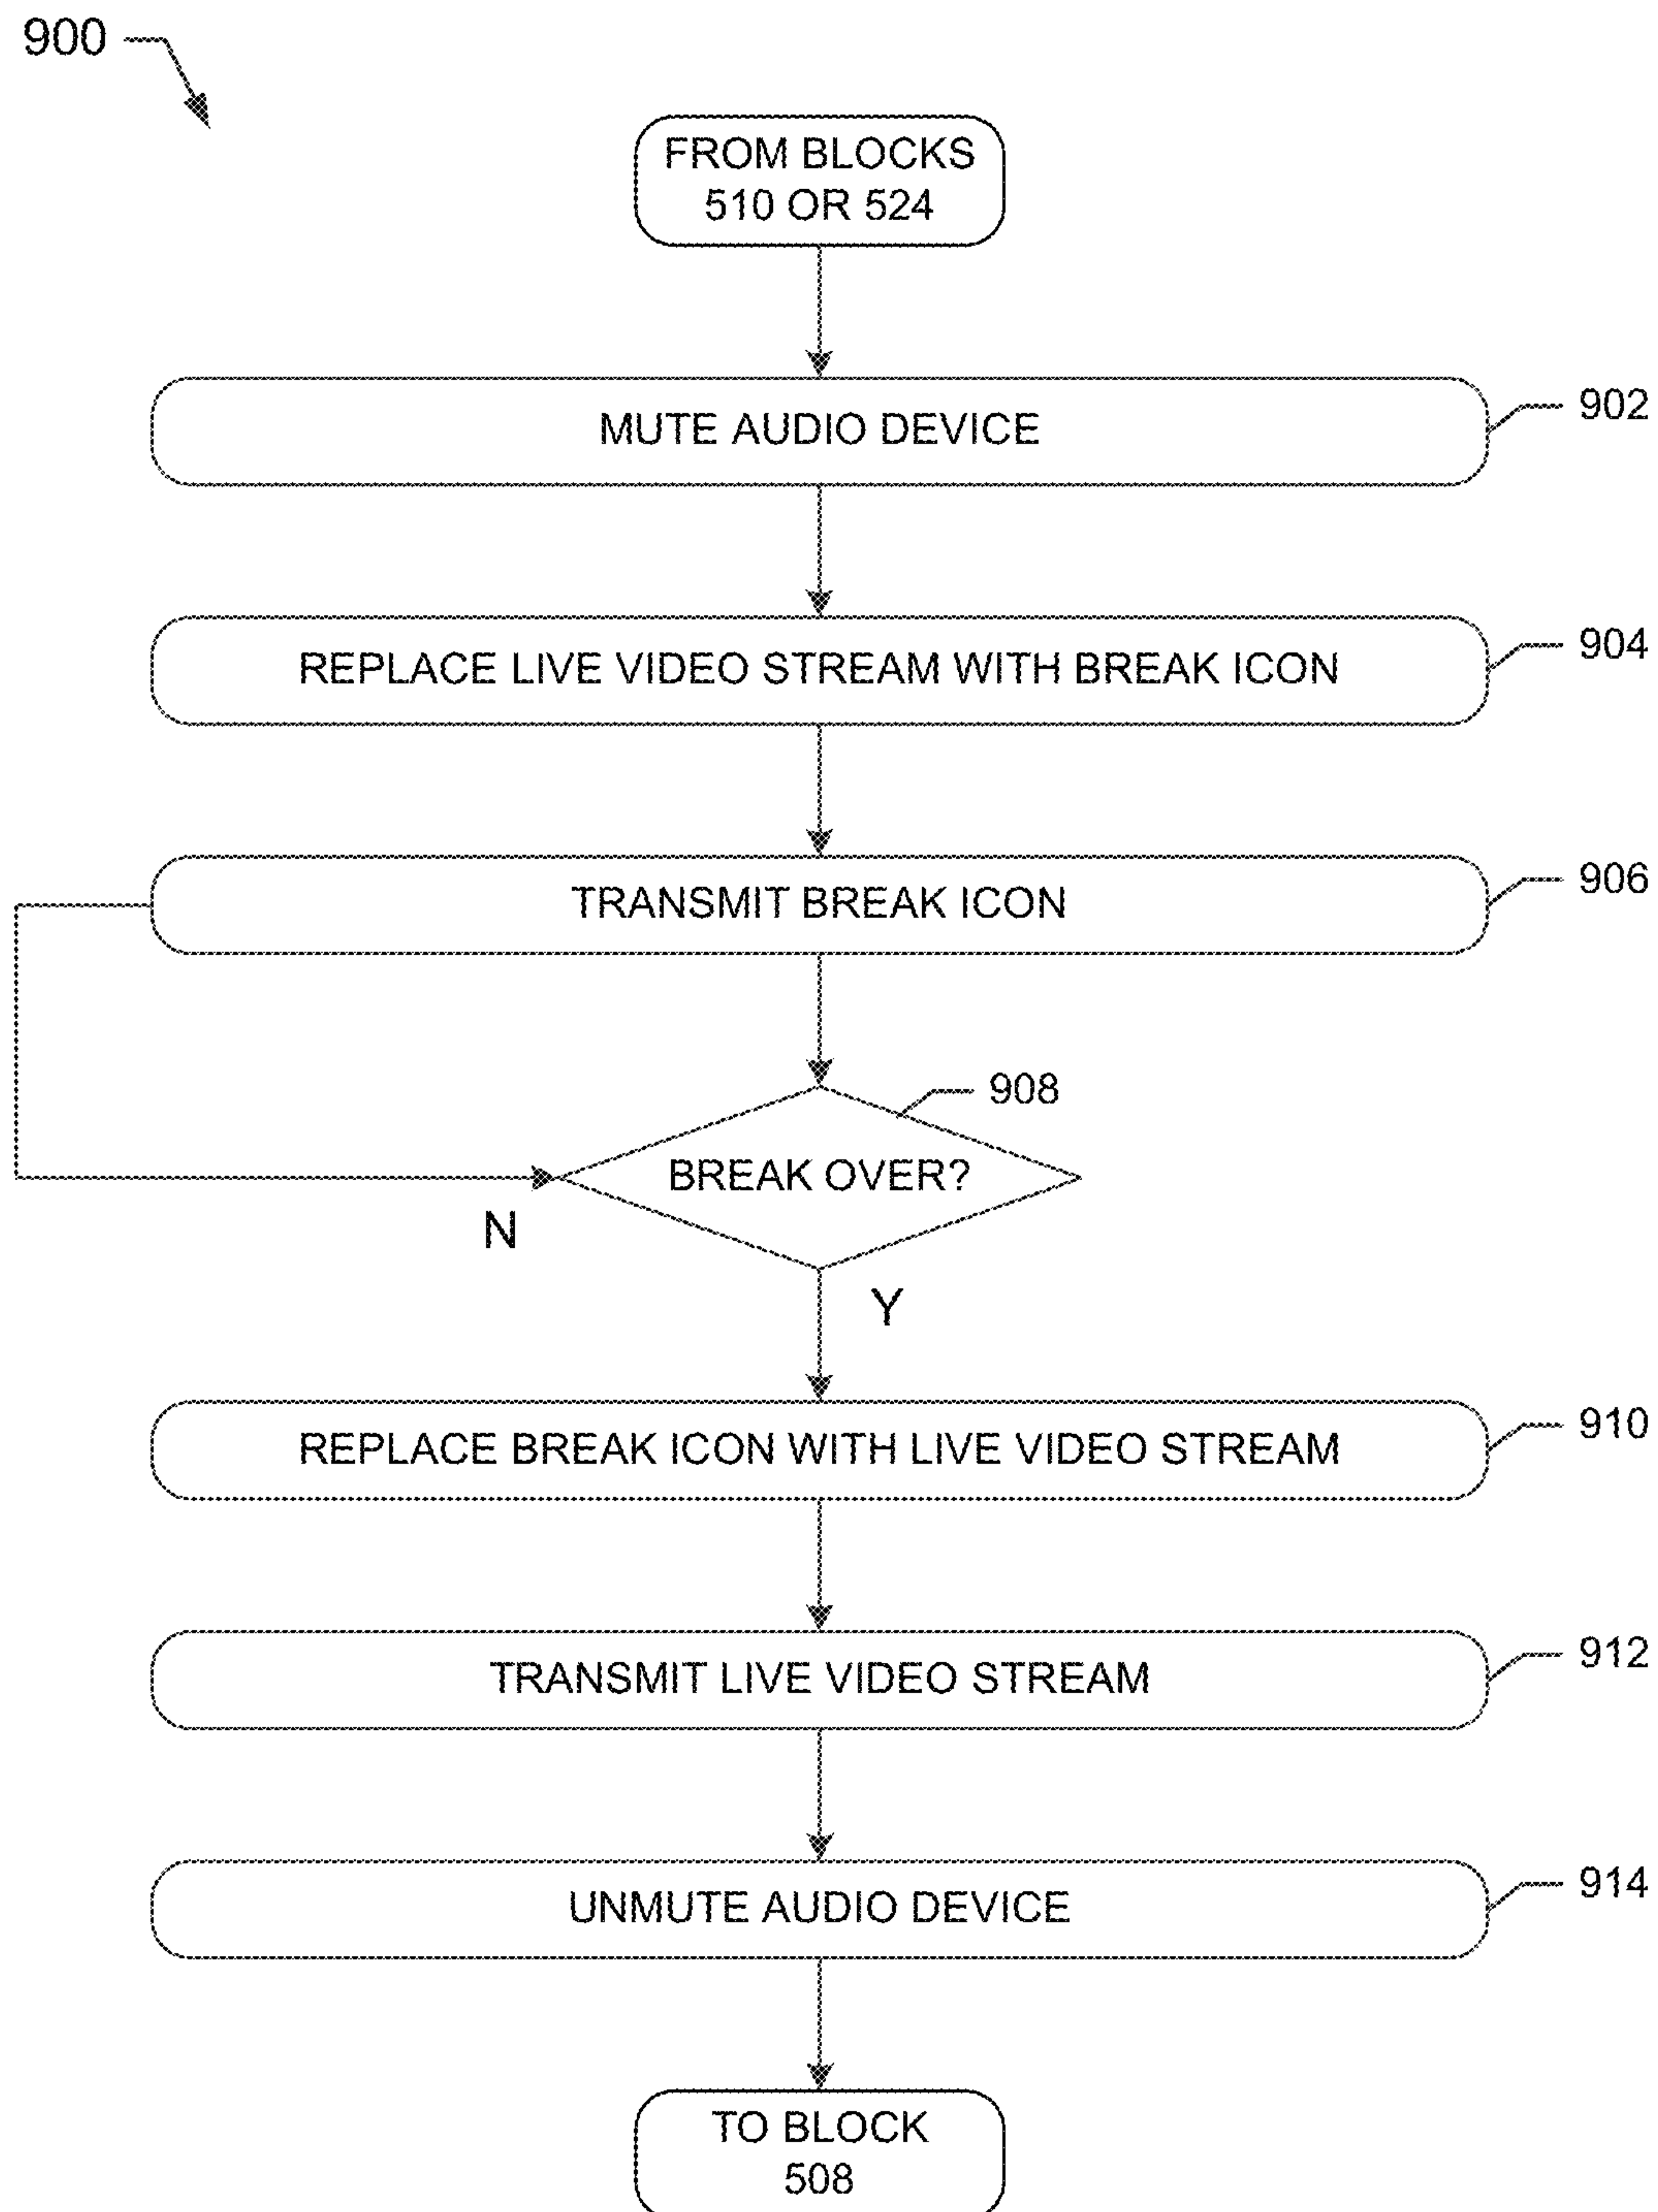 900
FROM BLOCKS
510 OR 524
MUTE AUDIO DEVICE
902
REPLACE LIVE VIDEO STREAM WITH BREAK ICON
904
TRANSMIT BREAK ICON
906
908
BREAK OVER?
N
Y
REPLACE BREAK ICON WITH LIVE VIDEO STREAM
910
TRANSMIT LIVE VIDEO STREAM
912
UNMUTE AUDIO DEVICE
914
TO BLOCK
508